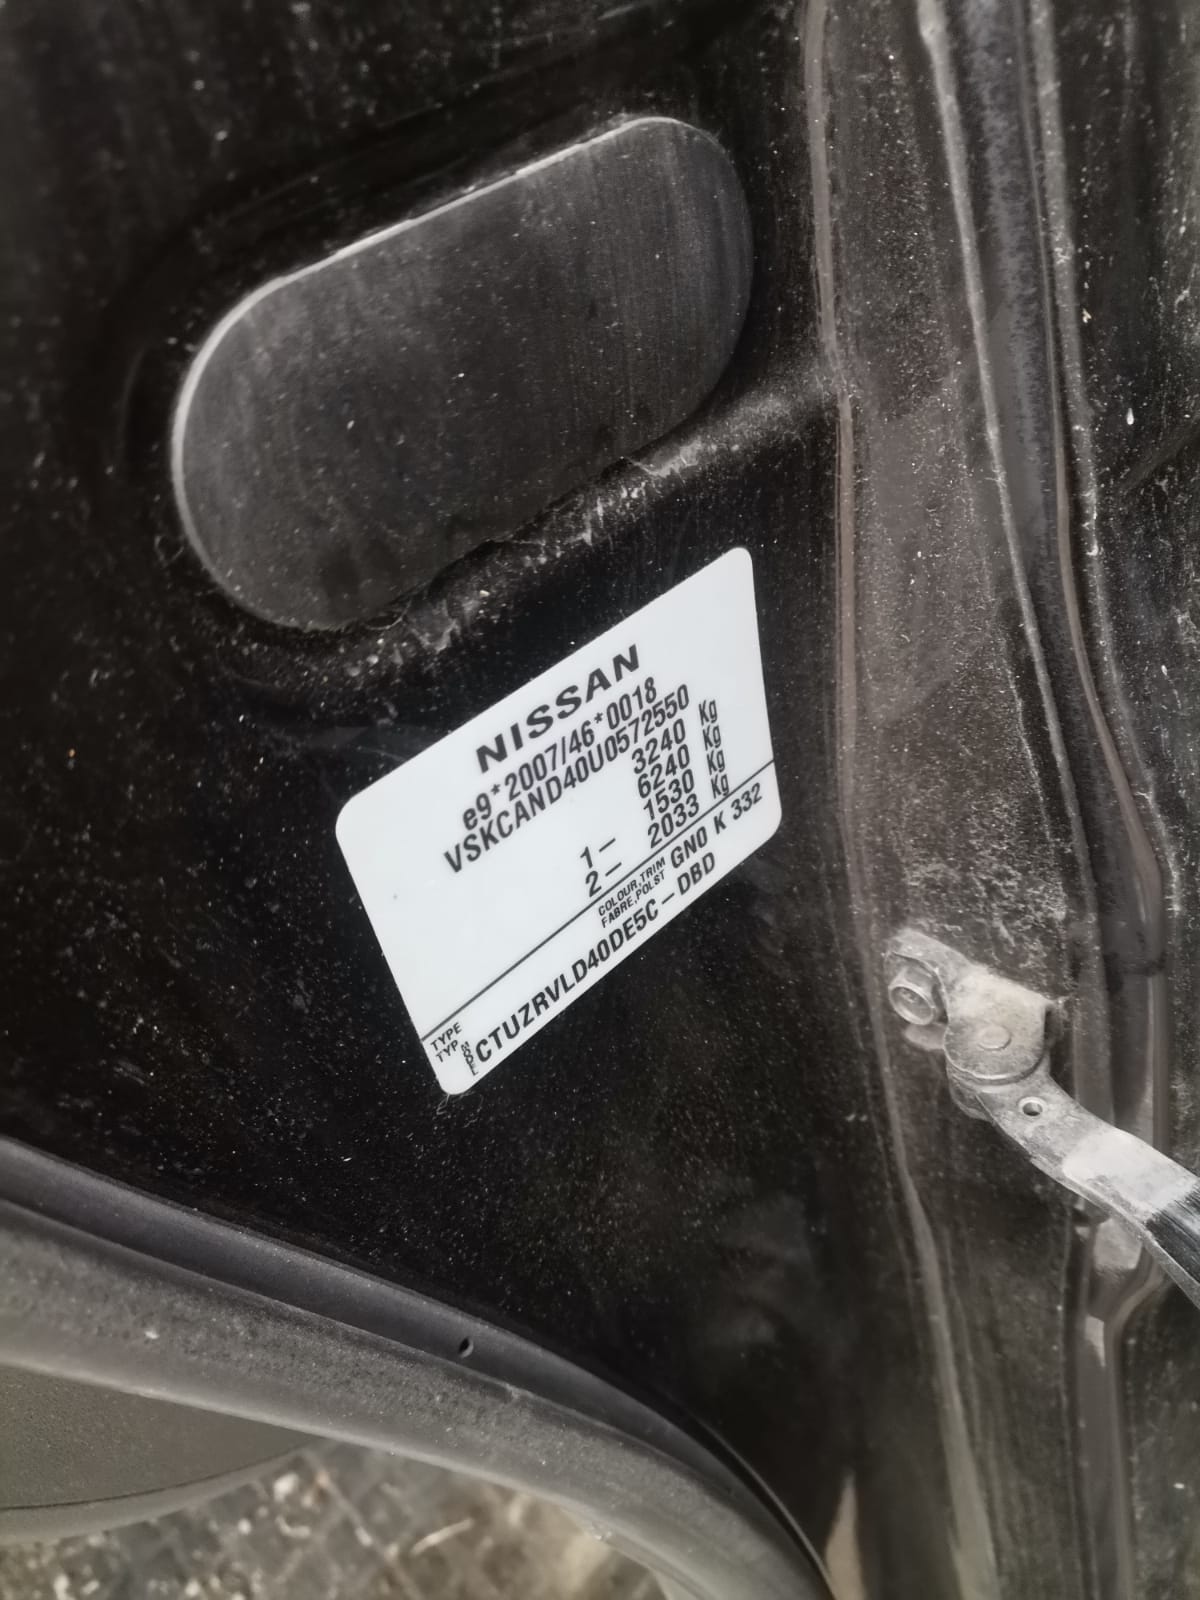 NISSAN
e9*2007/46*0018
VSKCAND40U0572550
3240 Kg
6240 Kg
1– 1530 Kg
2– 2033 Kg
COLOUR,TRIM
FABRE,POLST
GN0 K 332
TYPE
TYP
MODEL
CTUZRVLD40DE5C–DBD